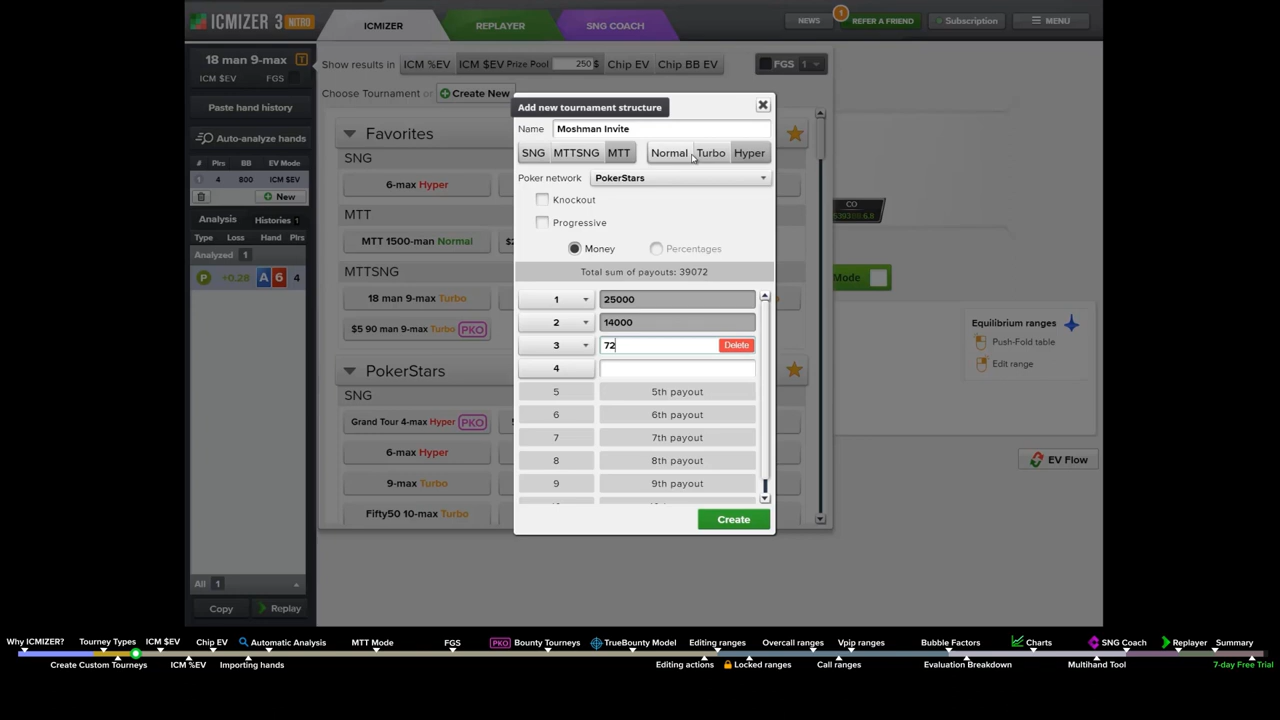 ICMIZER 3 NITRO
ICMIZER
REPLAYER
SNG COACH
NEWS
1
REFER A FRIEND
Subscription
MENU
18 man 9-max T
ICM $EV FGS
Paste hand history
Auto-analyze hands
# Plrs BB EV Mode
1 4 800 ICM $EV
New
Analysis Histories 1
Type Loss Hand Plrs
Analyzed 1
P +0.28 A 6 4
All 1
Copy Replay
Show results in ICM %EV ICM $EV Prize Pool 250 $ Chip EV Chip BB EV
FGS 1
Choose Tournament or Create New
Favorites
SNG
6-max Hyper
MTT
MTT 1500-man Normal
MTTSNG
18 man 9-max Turbo
$5 90 man 9-max Turbo PKO
PokerStars
SNG
Grand Tour 4-max Hyper PKO
6-max Hyper
9-max Turbo
Fifty50 10-max Turbo
Add new tournament structure
Name Moshman Invite
SNG MTTSNG MTT Normal Turbo Hyper
Poker network PokerStars
Knockout
Progressive
Money Percentages
Total sum of payouts: 39072
1 25000
2 14000
3 72 Delete
4
5 5th payout
6 6th payout
7 7th payout
8 8th payout
9 9th payout
Create
CO
Mode
Equilibrium ranges
Push-Fold table
Edit range
EV Flow
Why ICMIZER? Tourney Types ICM $EV Chip EV Automatic Analysis MTT Mode FGS PKO Bounty Tourneys TrueBounty Model Editing ranges Overcall ranges Vpip ranges Bubble Factors Charts SNG Coach Replayer Summary
Create Custom Tourneys ICM %EV Importing hands Editing actions Locked ranges Call ranges Evaluation Breakdown Multihand Tool 7-day Free Trial